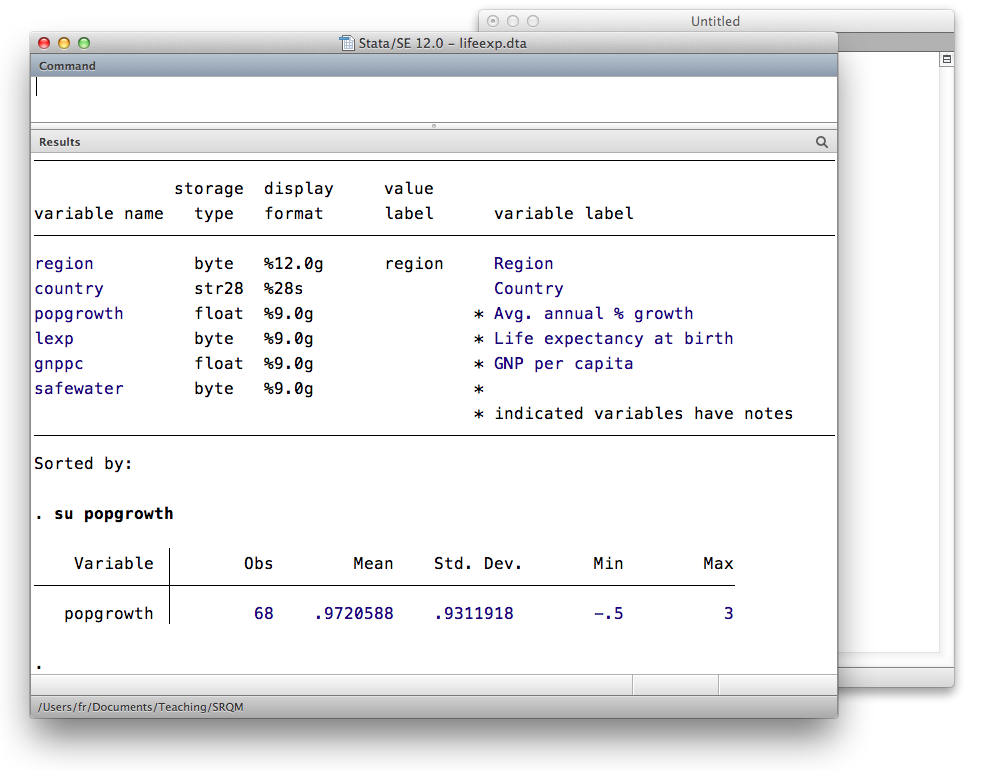 Untitled
Stata/SE 12.0 – lifeexp.dta
Command
Results
storage display value
variable name type format label variable label
region byte %12.0g region Region
country str28 %28s Country
popgrowth float %9.0g * Avg. annual % growth
lexp byte %9.0g * Life expectancy at birth
gnppc float %9.0g * GNP per capita
safewater byte %9.0g *
* indicated variables have notes
Sorted by:
. su popgrowth
Variable Obs Mean Std. Dev. Min Max
popgrowth 68 .9720588 .9311918 -.5 3
.
/Users/fr/Documents/Teaching/SRQM